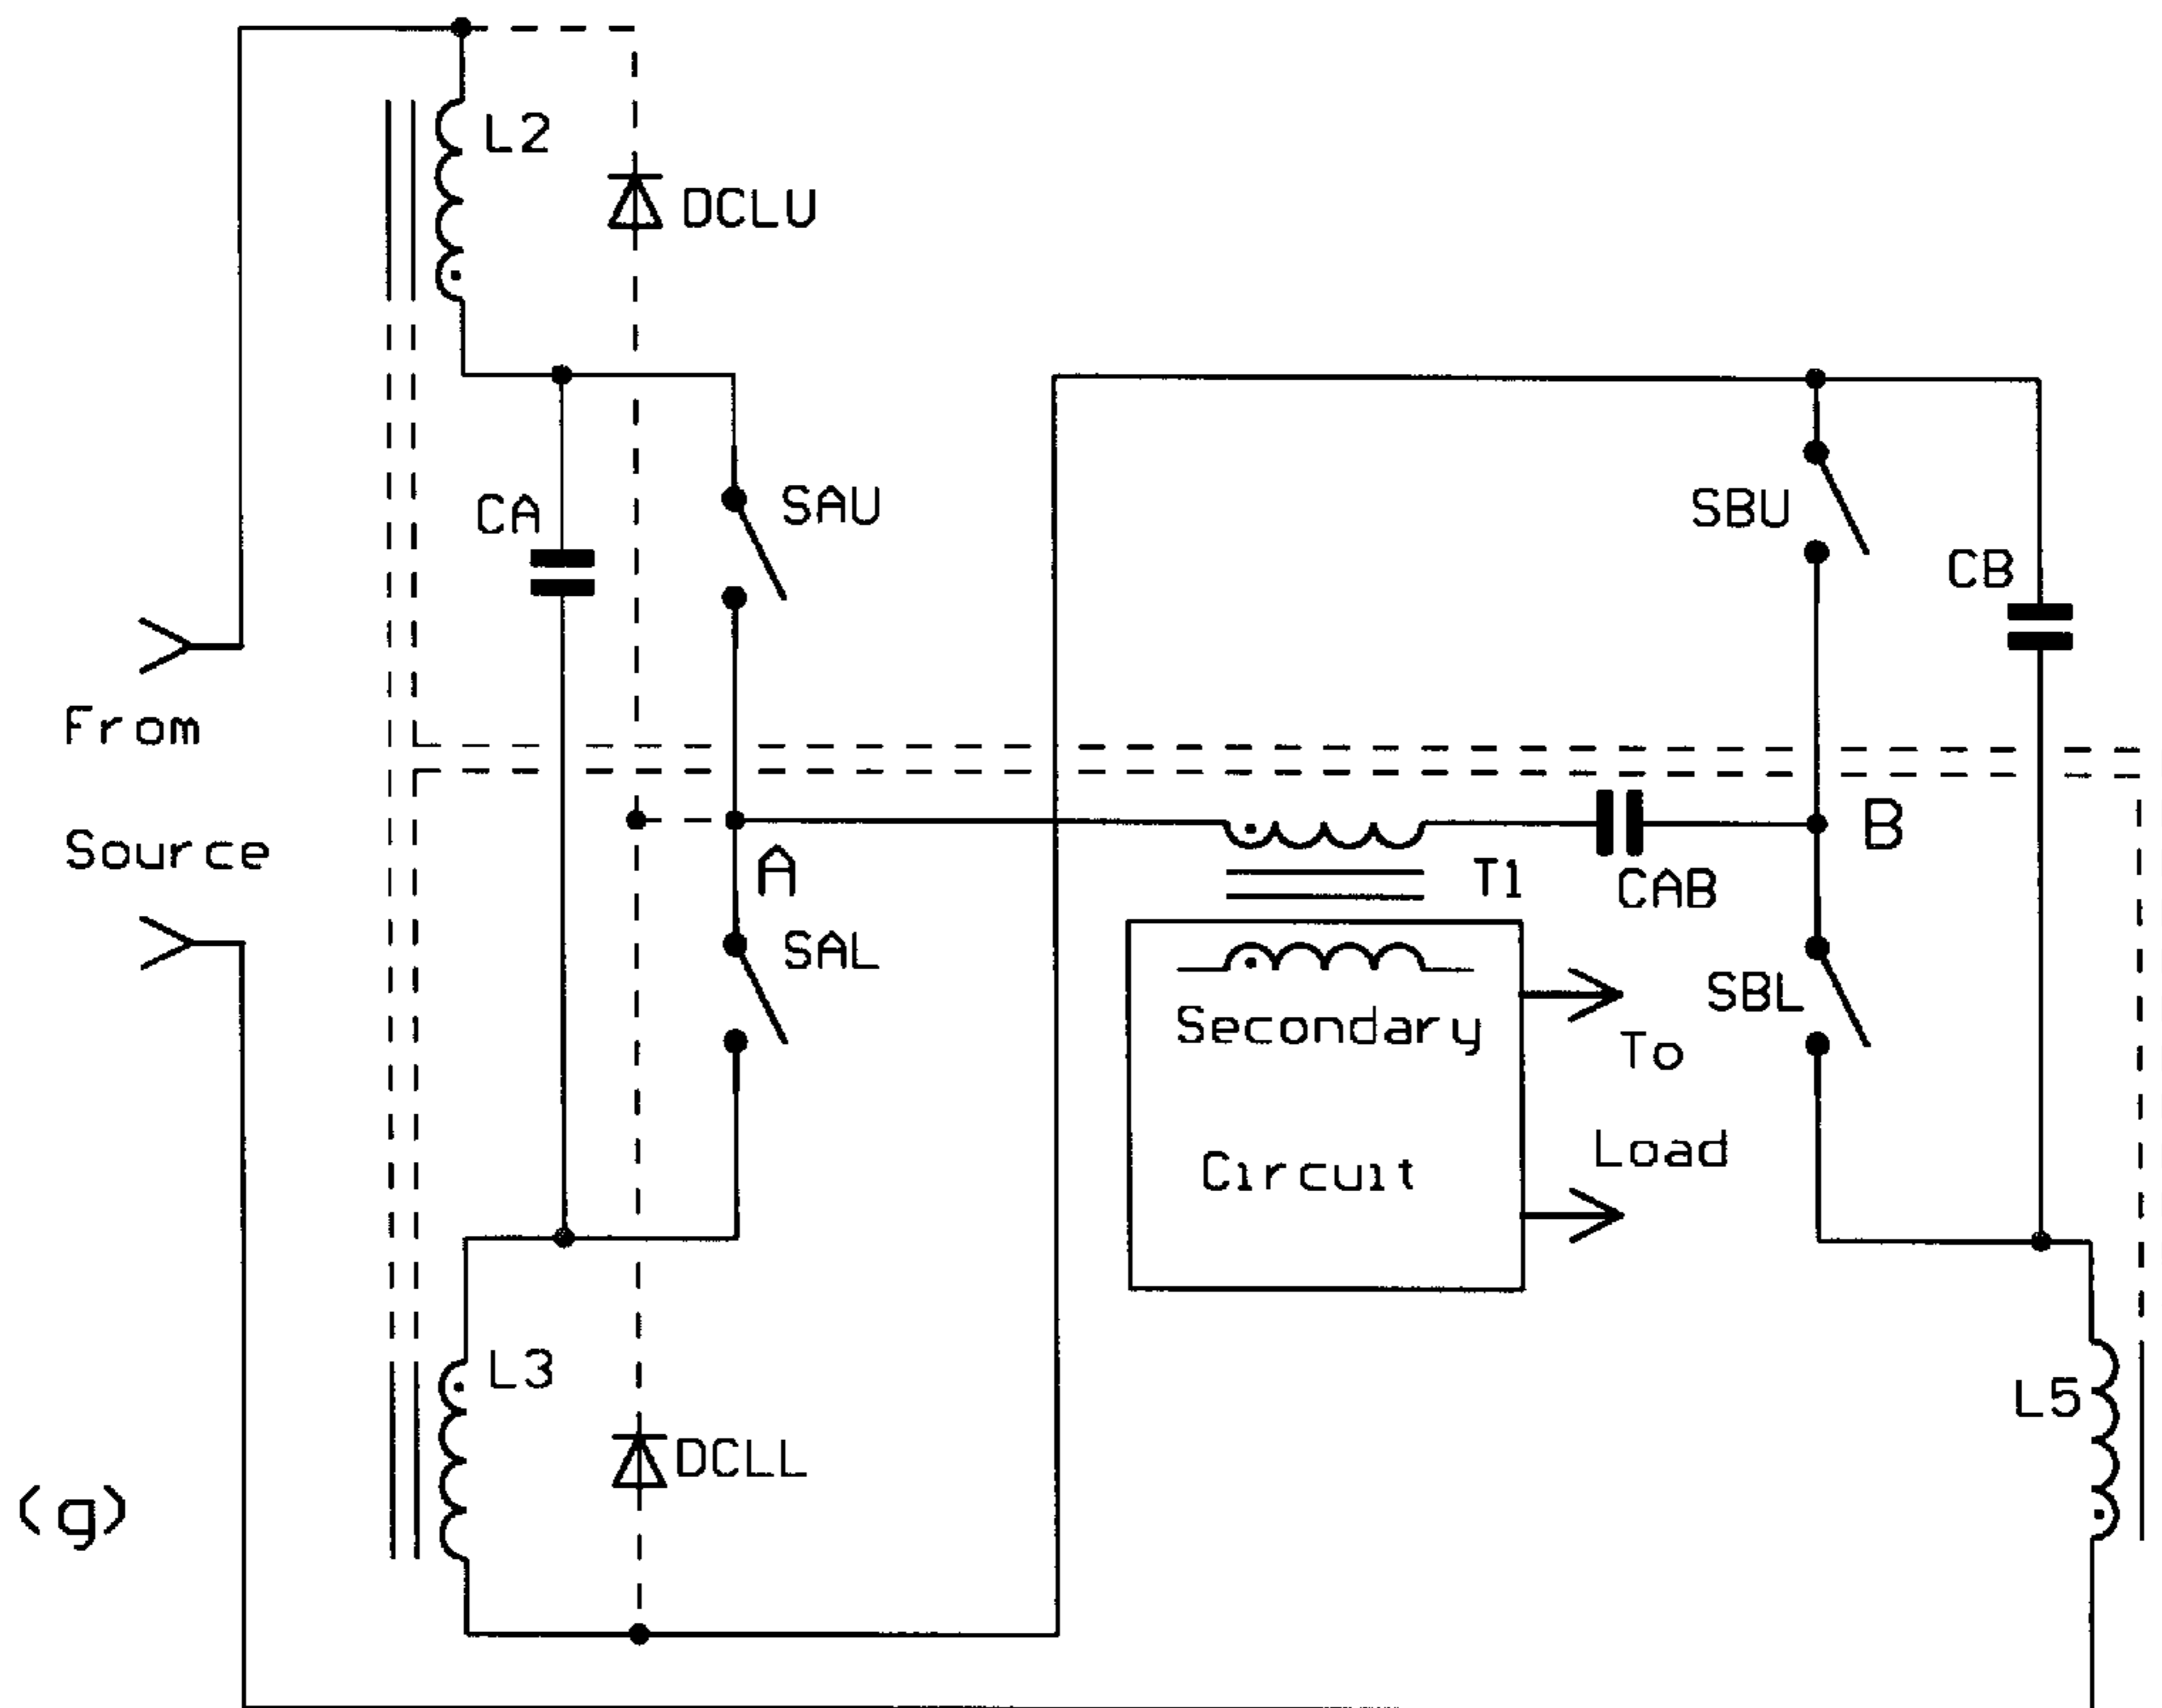 L2
DCLU
CA
SAU
SBU
CB
From
Source
A
B
T1
CAB
SAL
SBL
Secondary
Circuit
To
Load
L3
L5
DCLL
(g)